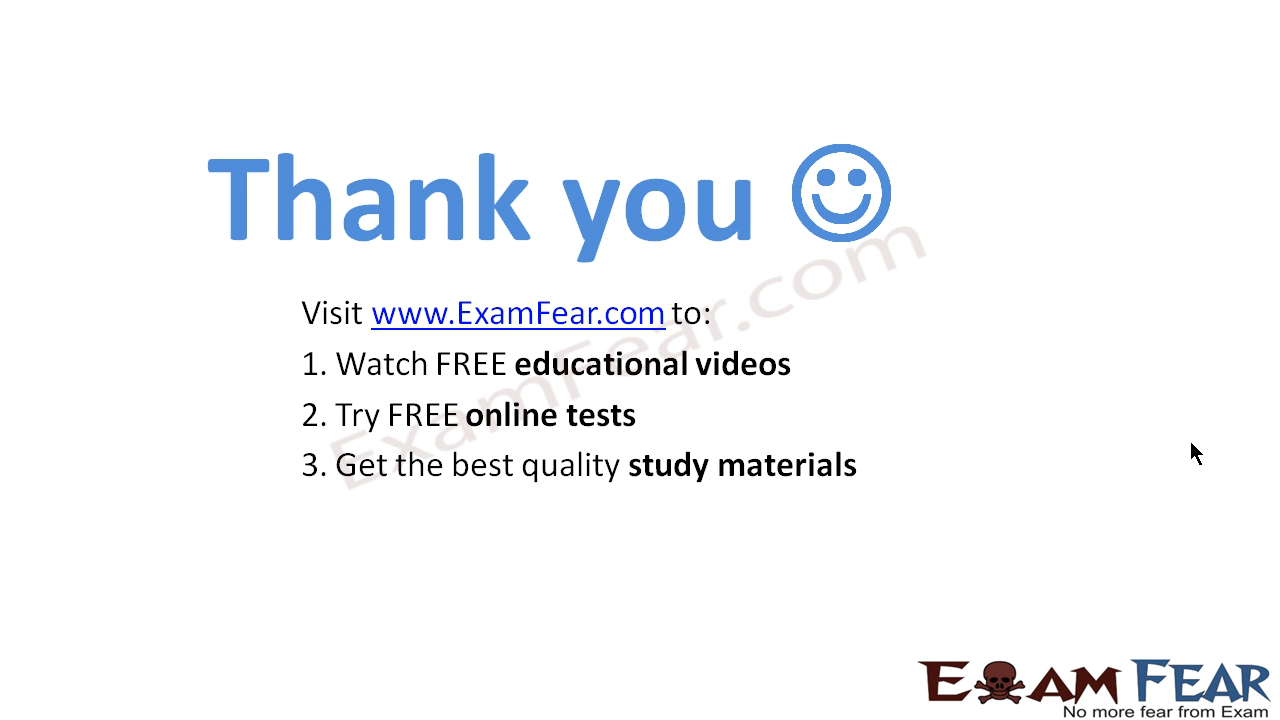 Thank you
Visit www.ExamFear.com to:
1. Watch FREE educational videos
2. Try FREE online tests
3. Get the best quality study materials
ExamFear.com
EXAM FEAR
No more fear from Exam